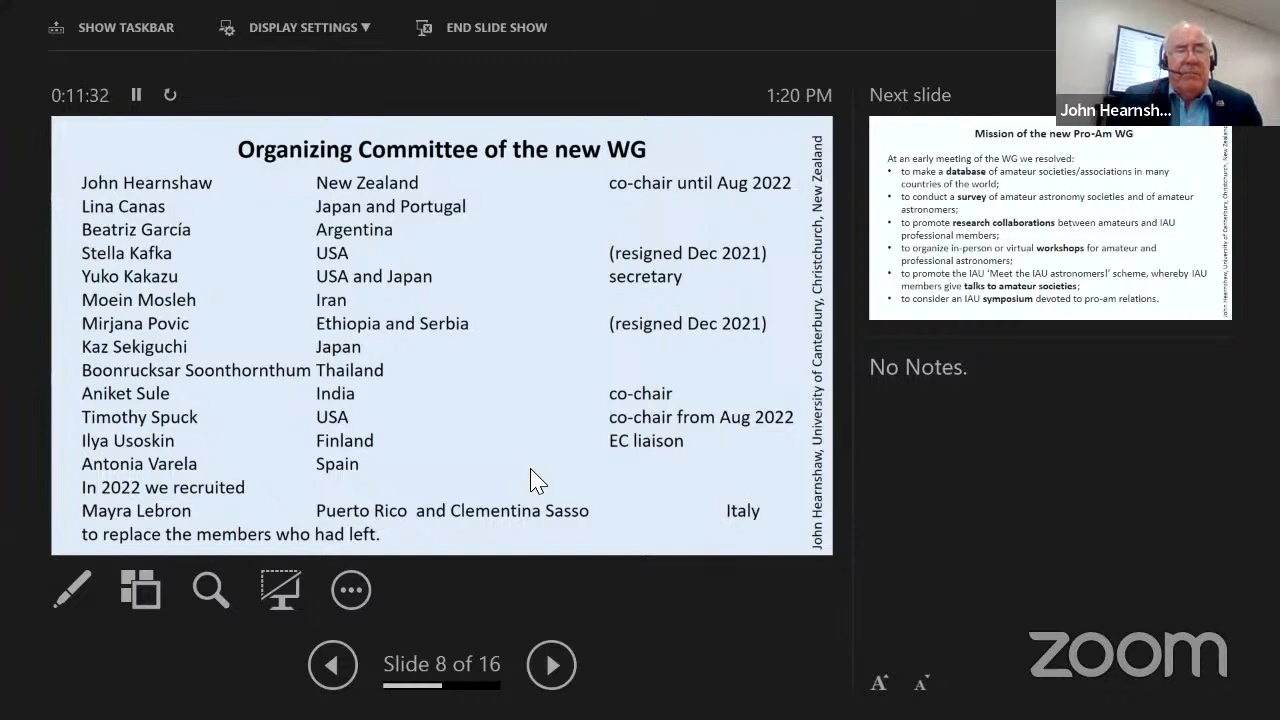 SHOW TASKBAR DISPLAY SETTINGS ▼ END SLIDE SHOW
John Hearnsh...
0:11:32 1:20 PM
Next slide
Organizing Committee of the new WG
John Hearnshaw New Zealand co-chair until Aug 2022
Lina Canas Japan and Portugal
Beatriz García Argentina
Stella Kafka USA (resigned Dec 2021)
Yuko Kakazu USA and Japan secretary
Moein Mosleh Iran
Mirjana Povic Ethiopia and Serbia (resigned Dec 2021)
Kaz Sekiguchi Japan
Boonrucksar Soonthornthum Thailand
Aniket Sule India co-chair
Timothy Spuck USA co-chair from Aug 2022
Ilya Usoskin Finland EC liaison
Antonia Varela Spain
In 2022 we recruited
Mayra Lebron Puerto Rico and Clementina Sasso Italy
to replace the members who had left.
John Hearnshaw, University of Canterbury, Christchurch, New Zealand
Mission of the new Pro-Am WG
At an early meeting of the WG we resolved:
• to make a database of amateur societies/associations in many
countries of the world;
• to conduct a survey of amateur astronomy societies and of amateur
astronomers;
• to promote research collaborations between amateurs and IAU
professional members;
• to organize in-person or virtual workshops for amateur and
professional astronomers;
• to promote the IAU ‘Meet the IAU astronomers!’ scheme, whereby IAU
members give talks to amateur societies;
• to consider an IAU symposium devoted to pro-am relations.
John Hearnshaw, University of Canterbury, Christchurch, New Zealand
No Notes.
Slide 8 of 16
A A
zoom